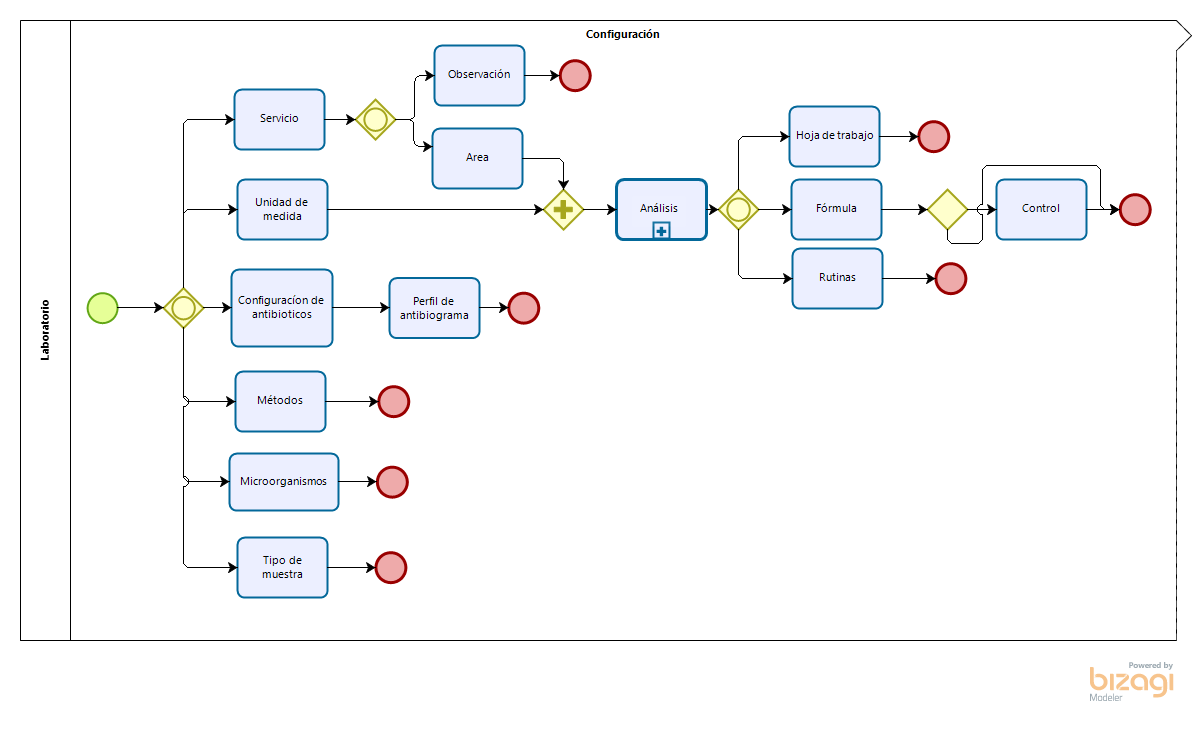 Configuración
Laboratorio
Observación
Servicio
Area
Hoja de trabajo
Unidad de
medida
Análisis
Fórmula
Control
Rutinas
Configuracíon de
antibioticos
Perfil de
antibiograma
Métodos
Microorganismos
Tipo de
muestra
Powered by
bizagi
Modeler